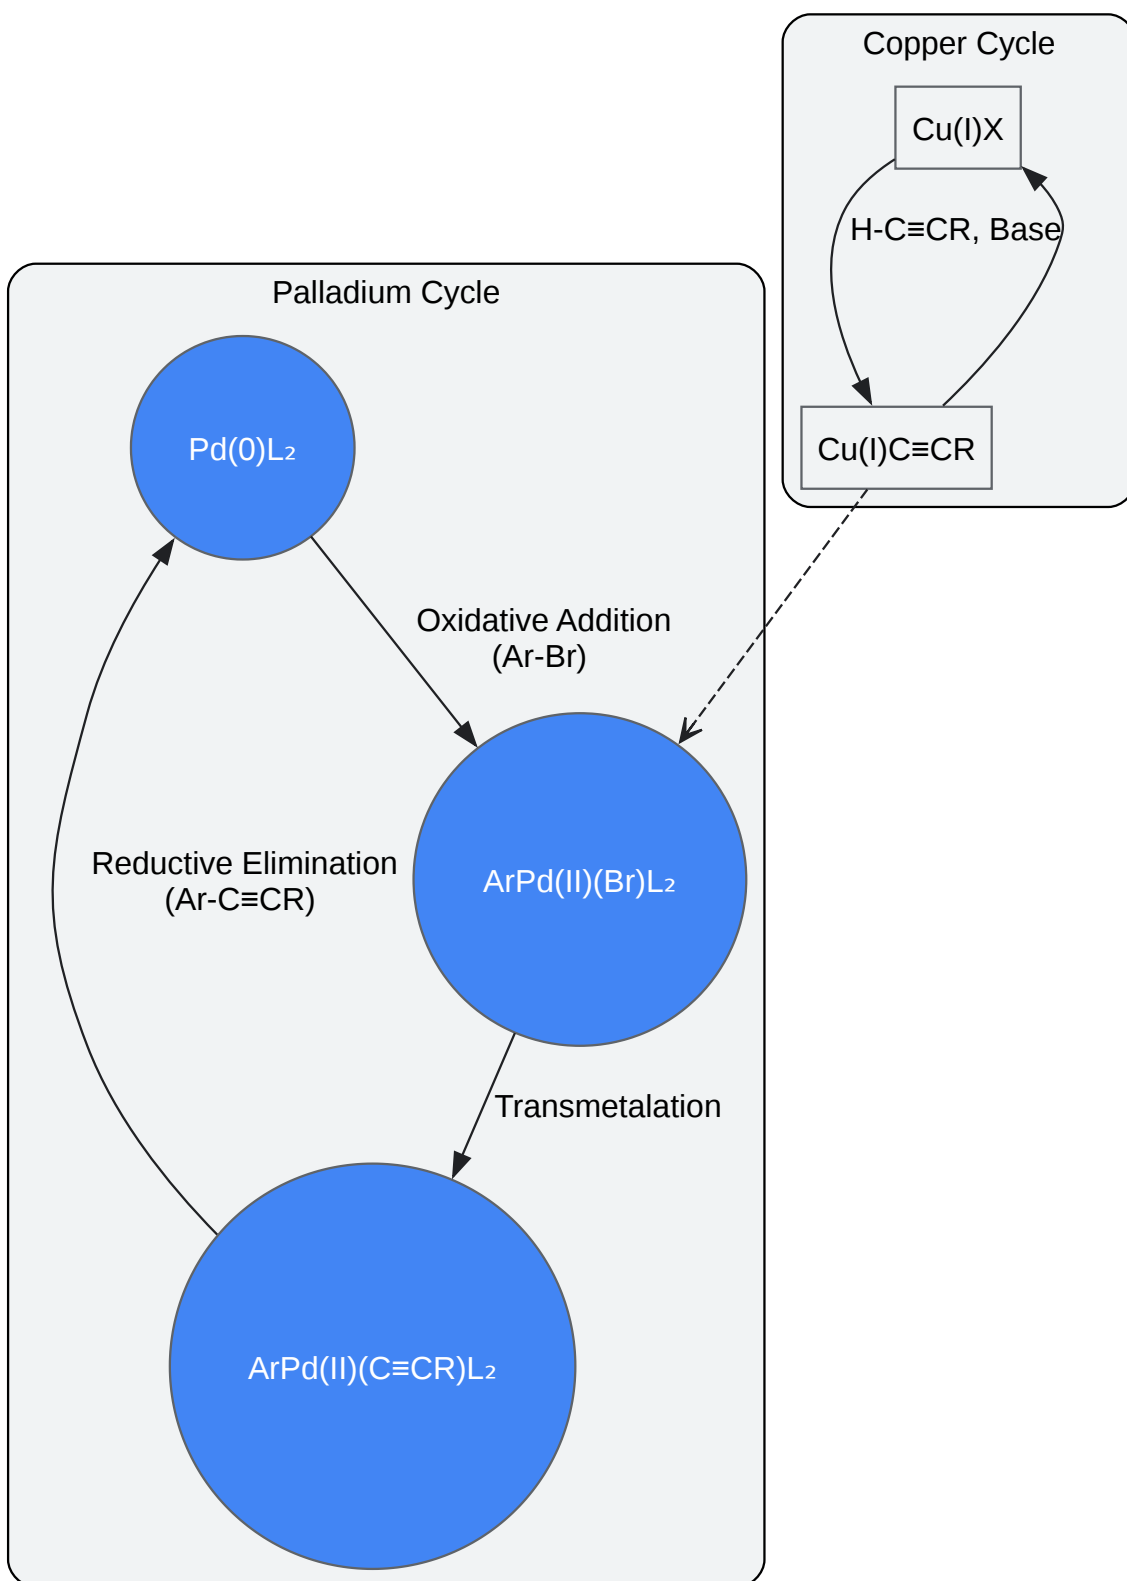 Copper Cycle
Cu(I)X
H-C≡CR, Base
Cu(I)C≡CR
Palladium Cycle
Pd(0)L₂
Oxidative Addition
(Ar-Br)
ArPd(II)(Br)L₂
Reductive Elimination
(Ar-C≡CR)
Transmetalation
ArPd(II)(C≡CR)L₂